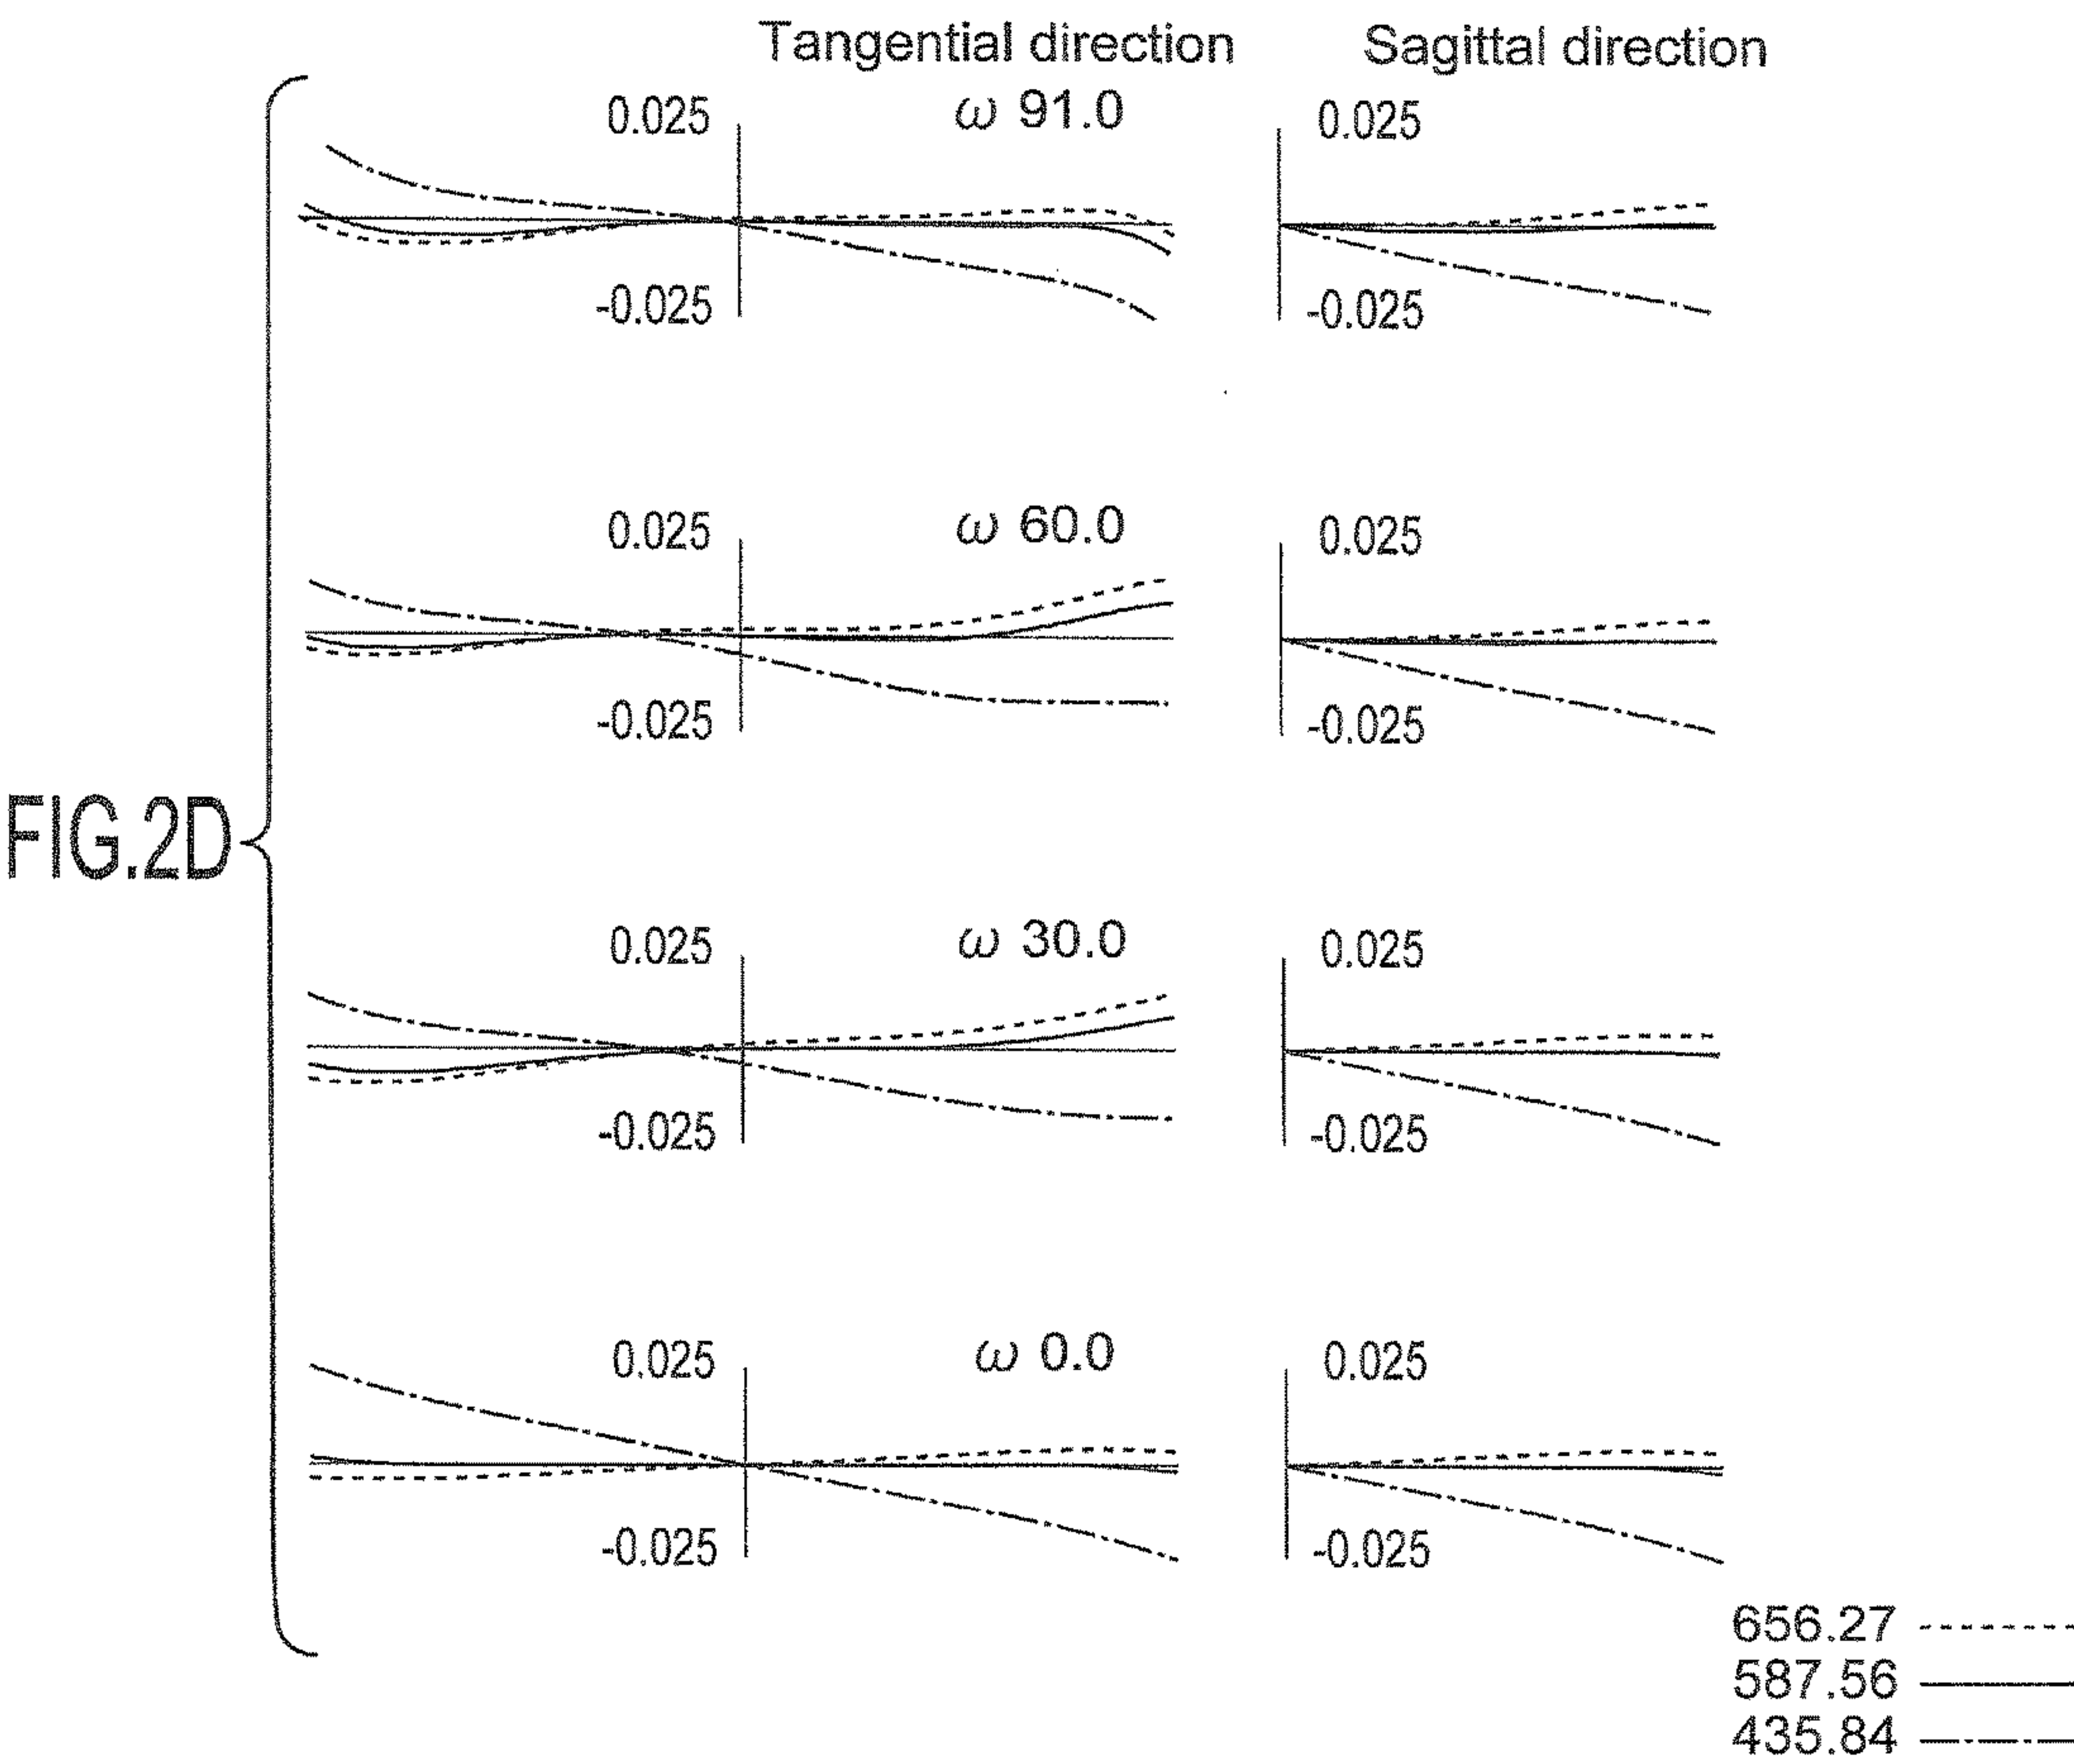 Tangential direction Sagittal direction
0.025 ω 91.0 0.025
-0.025 -0.025
0.025 ω 60.0 0.025
-0.025 -0.025
FIG.2D
0.025 ω 30.0 0.025
-0.025 -0.025
0.025 ω 0.0 0.025
-0.025 -0.025
656.27
587.56
435.84